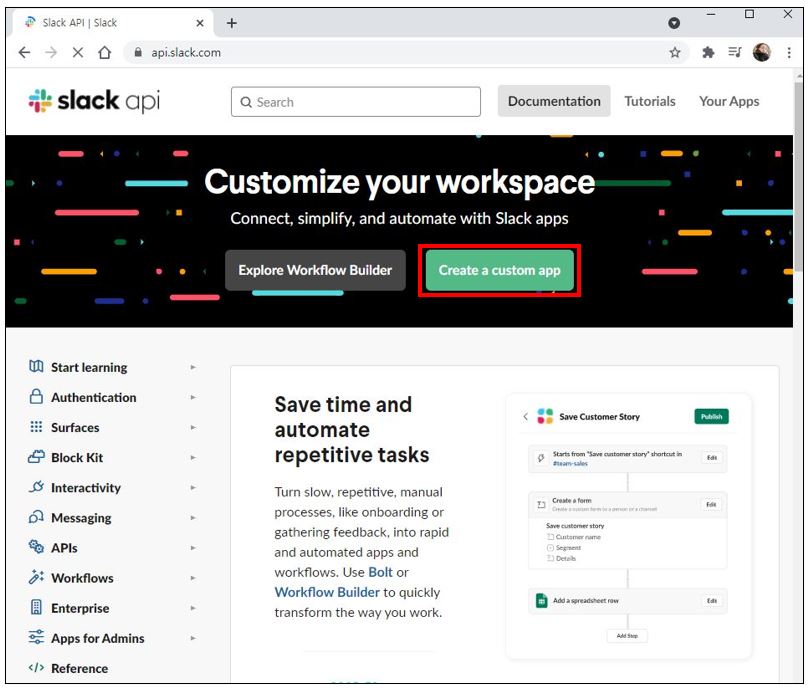 Slack API | Slack
api.slack.com
slack api
Search
Documentation
Tutorials
Your Apps
Customize your workspace
Connect, simplify, and automate with Slack apps
Explore Workflow Builder
Create a custom app
Start learning
Authentication
Surfaces
Block Kit
Interactivity
Messaging
APIs
Workflows
Enterprise
Apps for Admins
Reference
Save time and
automate
repetitive tasks
Turn slow, repetitive, manual
processes, like onboarding or
gathering feedback, into rapid
and automated apps and
workflows. Use Bolt or
Workflow Builder to quickly
transform the way you work.
Save Customer Story
Publish
Starts from "Save customer story" shortcut in
#team-sales
Edit
Create a form
Create a custom form to a person or a channel
Edit
Save customer story
Customer name
Segment
Details
Add a spreadsheet row
Edit
Add Step